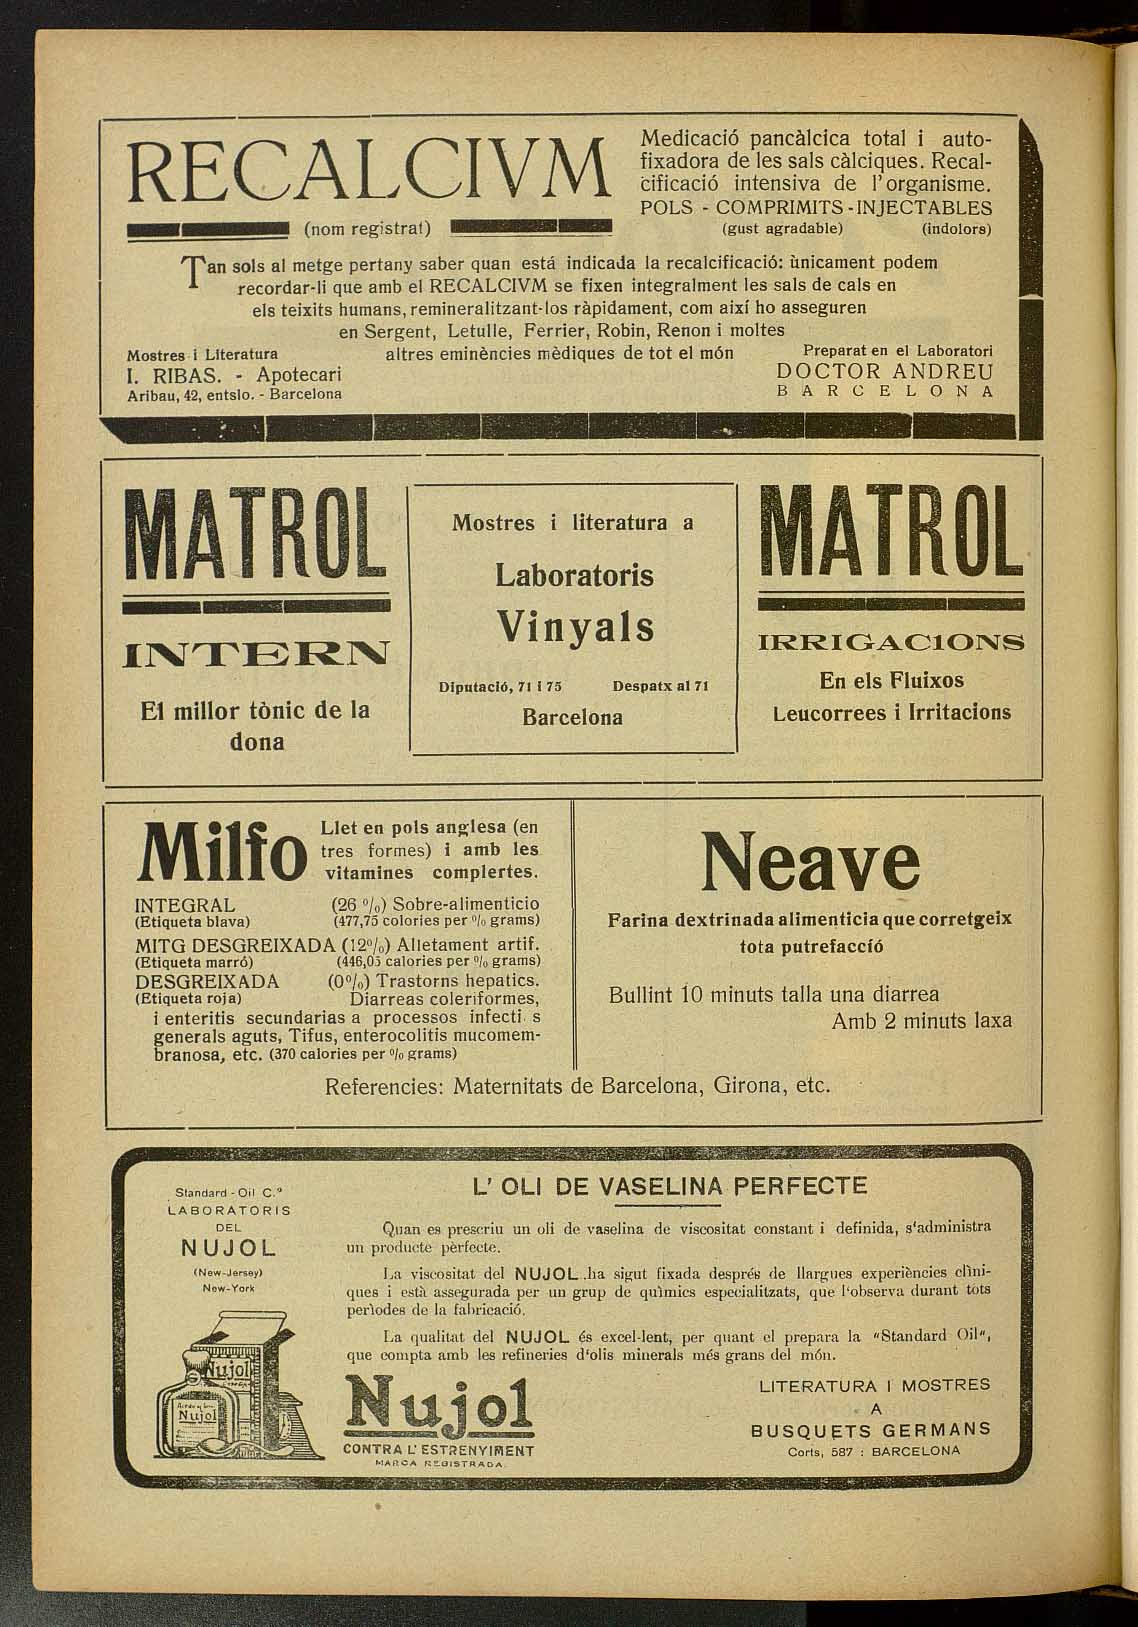 RECALCIVM
(nom registrat)
Medicació pancàlcica total i auto-
fixadora de les sals càlciques. Recal-
cificació intensiva de l'organisme.
POLS - COMPRIMITS - INJECTABLES
(gust agradable) (indolors)
Tan sols al metge pertany saber quan está indicada la recalcificació: ùnicament podem
recordar-li que amb el RECALCIVM se fixen integralment les sals de cals en
els teixits humans, remineralitzant-los ràpidament, com així ho asseguren
en Sergent, Letulle, Ferrier, Robin, Renon i moltes
altres eminències mèdiques de tot el món
Mostres i Literatura
I. RIBAS. - Apotecari
Aribau, 42, entslo. - Barcelona
Preparat en el Laboratori
DOCTOR ANDREU
BARCELONA
MATROL
INTERN
El millor tònic de la
dona
Mostres i literatura a
Laboratoris
Vinyals
Diputació, 71 i 75 Despatx al 71
Barcelona
MATROL
IRRIGACIONS
En els Fluixos
Leucorrees i Irritacions
Milfo
Llet en pols anglesa (en
tres formes) i amb les
vitamines complertes.
INTEGRAL (26 %) Sobre-alimenticio
(Etiqueta blava) (477,75 colories per % grams)
MITG DESGREIXADA (12%) Alletament artif.
(Etiqueta marró) (446,05 calories per % grams)
DESGREIXADA (0%) Trastorns hepatics.
(Etiqueta roja) Diarreas coleriformes,
i enteritis secundarias a processos infecti s
generals aguts, Tifus, enterocolitis mucomem-
branosa, etc. (370 calories per % grams)
Neave
Farina dextrinada alimenticia que corretgeix
tota putrefacció
Bullint 10 minuts talla una diarrea
Amb 2 minuts laxa
Referencies: Maternitats de Barcelona, Girona, etc.
Standard - Oil C.º
LABORATORIS
DEL
NUJOL
(New-Jersey)
New-York
Nujol
Nujol
L' OLI DE VASELINA PERFECTE
Quan es prescriu un oli de vaselina de viscositat constant i definida, s'administra
un producte pèrfecte.
La viscositat del NUJOL ha sigut fixada després de llargues experiències clìni-
ques i està assegurada per un grup de quìmics especialitzats, que l'observa durant tots
perìodes de la fabricació.
La qualitat del NUJOL és excel-lent, per quant el prepara la "Standard Oil",
que compta amb les refineries d'olis minerals més grans del món.
Nujol
CONTRA L' ESTRENYIMENT
MARCA REGISTRADA.
LITERATURA I MOSTRES
A
BUSQUETS GERMANS
Corts, 587 : BARCELONA